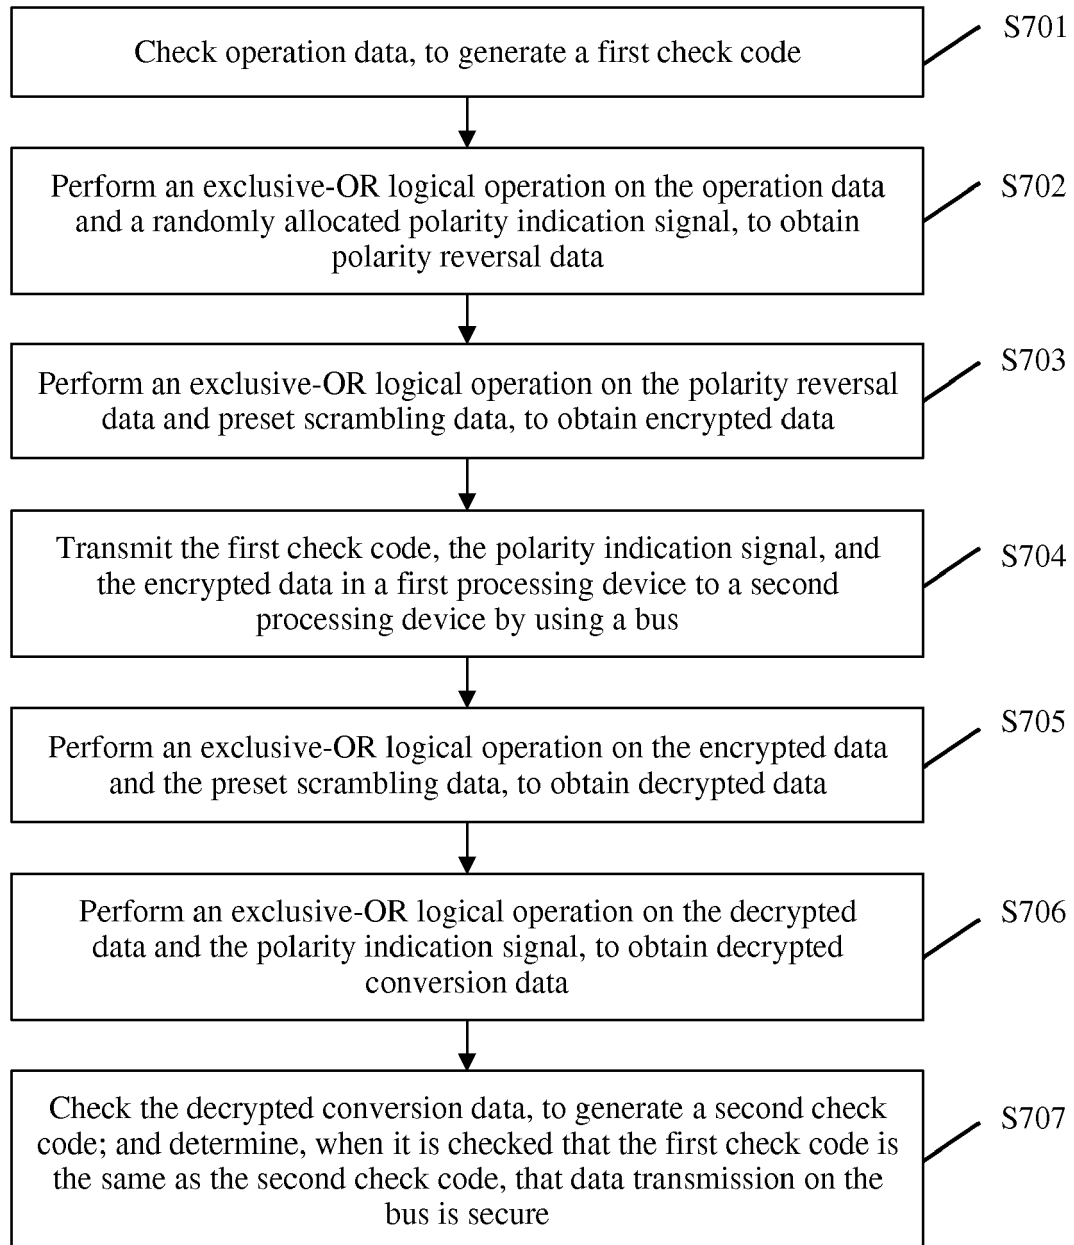 Check operation data, to generate a first check code
S701
Perform an exclusive-OR logical operation on the operation data
and a randomly allocated polarity indication signal, to obtain
polarity reversal data
S702
Perform an exclusive-OR logical operation on the polarity reversal
data and preset scrambling data, to obtain encrypted data
S703
Transmit the first check code, the polarity indication signal, and
the encrypted data in a first processing device to a second
processing device by using a bus
S704
Perform an exclusive-OR logical operation on the encrypted data
and the preset scrambling data, to obtain decrypted data
S705
Perform an exclusive-OR logical operation on the decrypted
data and the polarity indication signal, to obtain decrypted
conversion data
S706
Check the decrypted conversion data, to generate a second check
code; and determine, when it is checked that the first check code is
the same as the second check code, that data transmission on the
bus is secure
S707